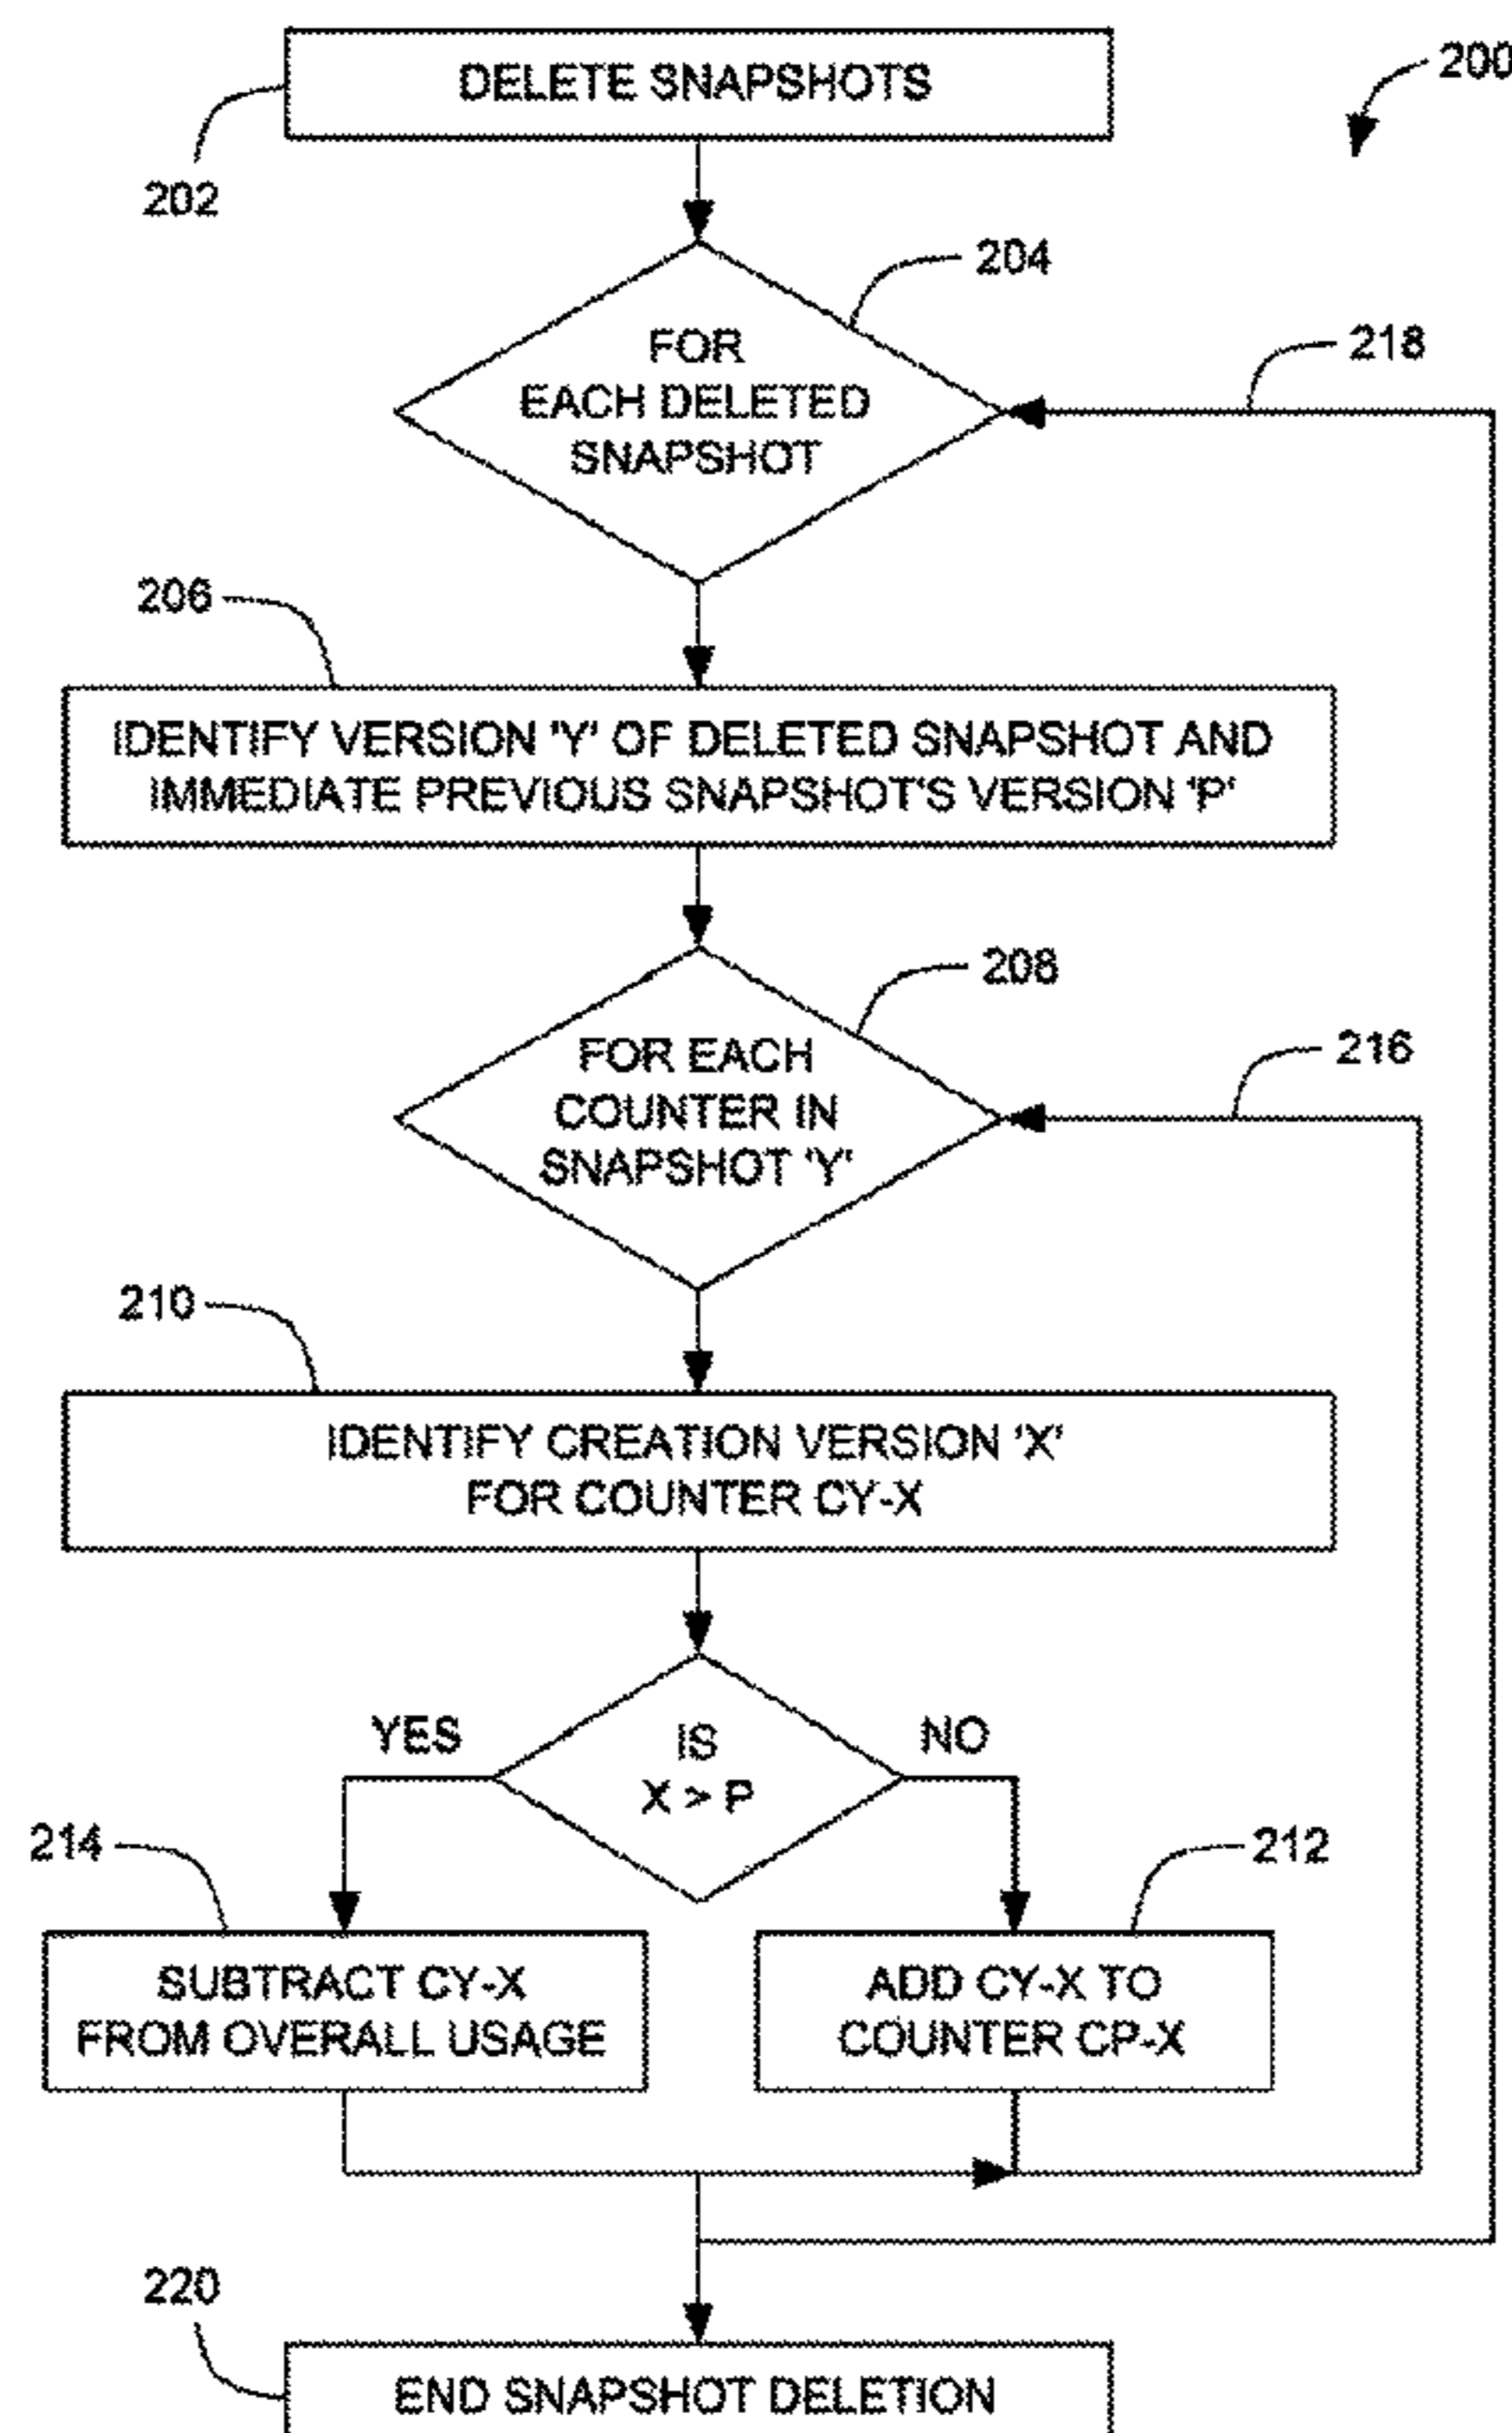 DELETE SNAPSHOTS
200
202
204
FOR
EACH DELETED
SNAPSHOT
218
206
IDENTIFY VERSION 'Y' OF DELETED SNAPSHOT AND
IMMEDIATE PREVIOUS SNAPSHOT'S VERSION 'P'
208
FOR EACH
COUNTER IN
SNAPSHOT 'Y'
216
210
IDENTIFY CREATION VERSION 'X'
FOR COUNTER CY-X
YES
IS
X > P
NO
214
212
SUBTRACT CY-X
FROM OVERALL USAGE
ADD CY-X TO
COUNTER CP-X
220
END SNAPSHOT DELETION